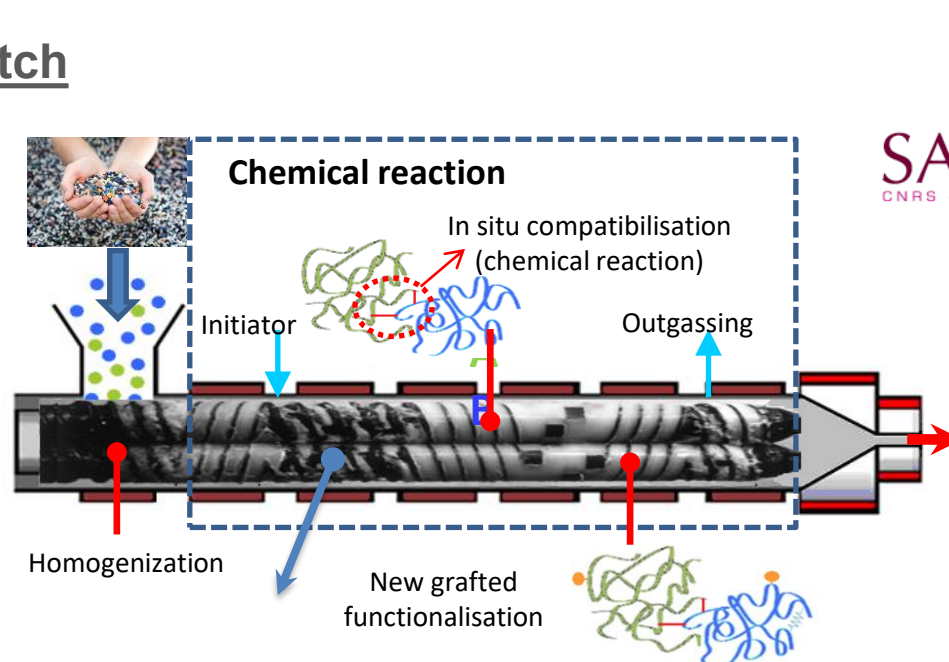 tch
Chemical reaction
SA
CNRS
In situ compatibilisation
(chemical reaction)
Initiator
Outgassing
A
B
Homogenization
New grafted
functionalisation